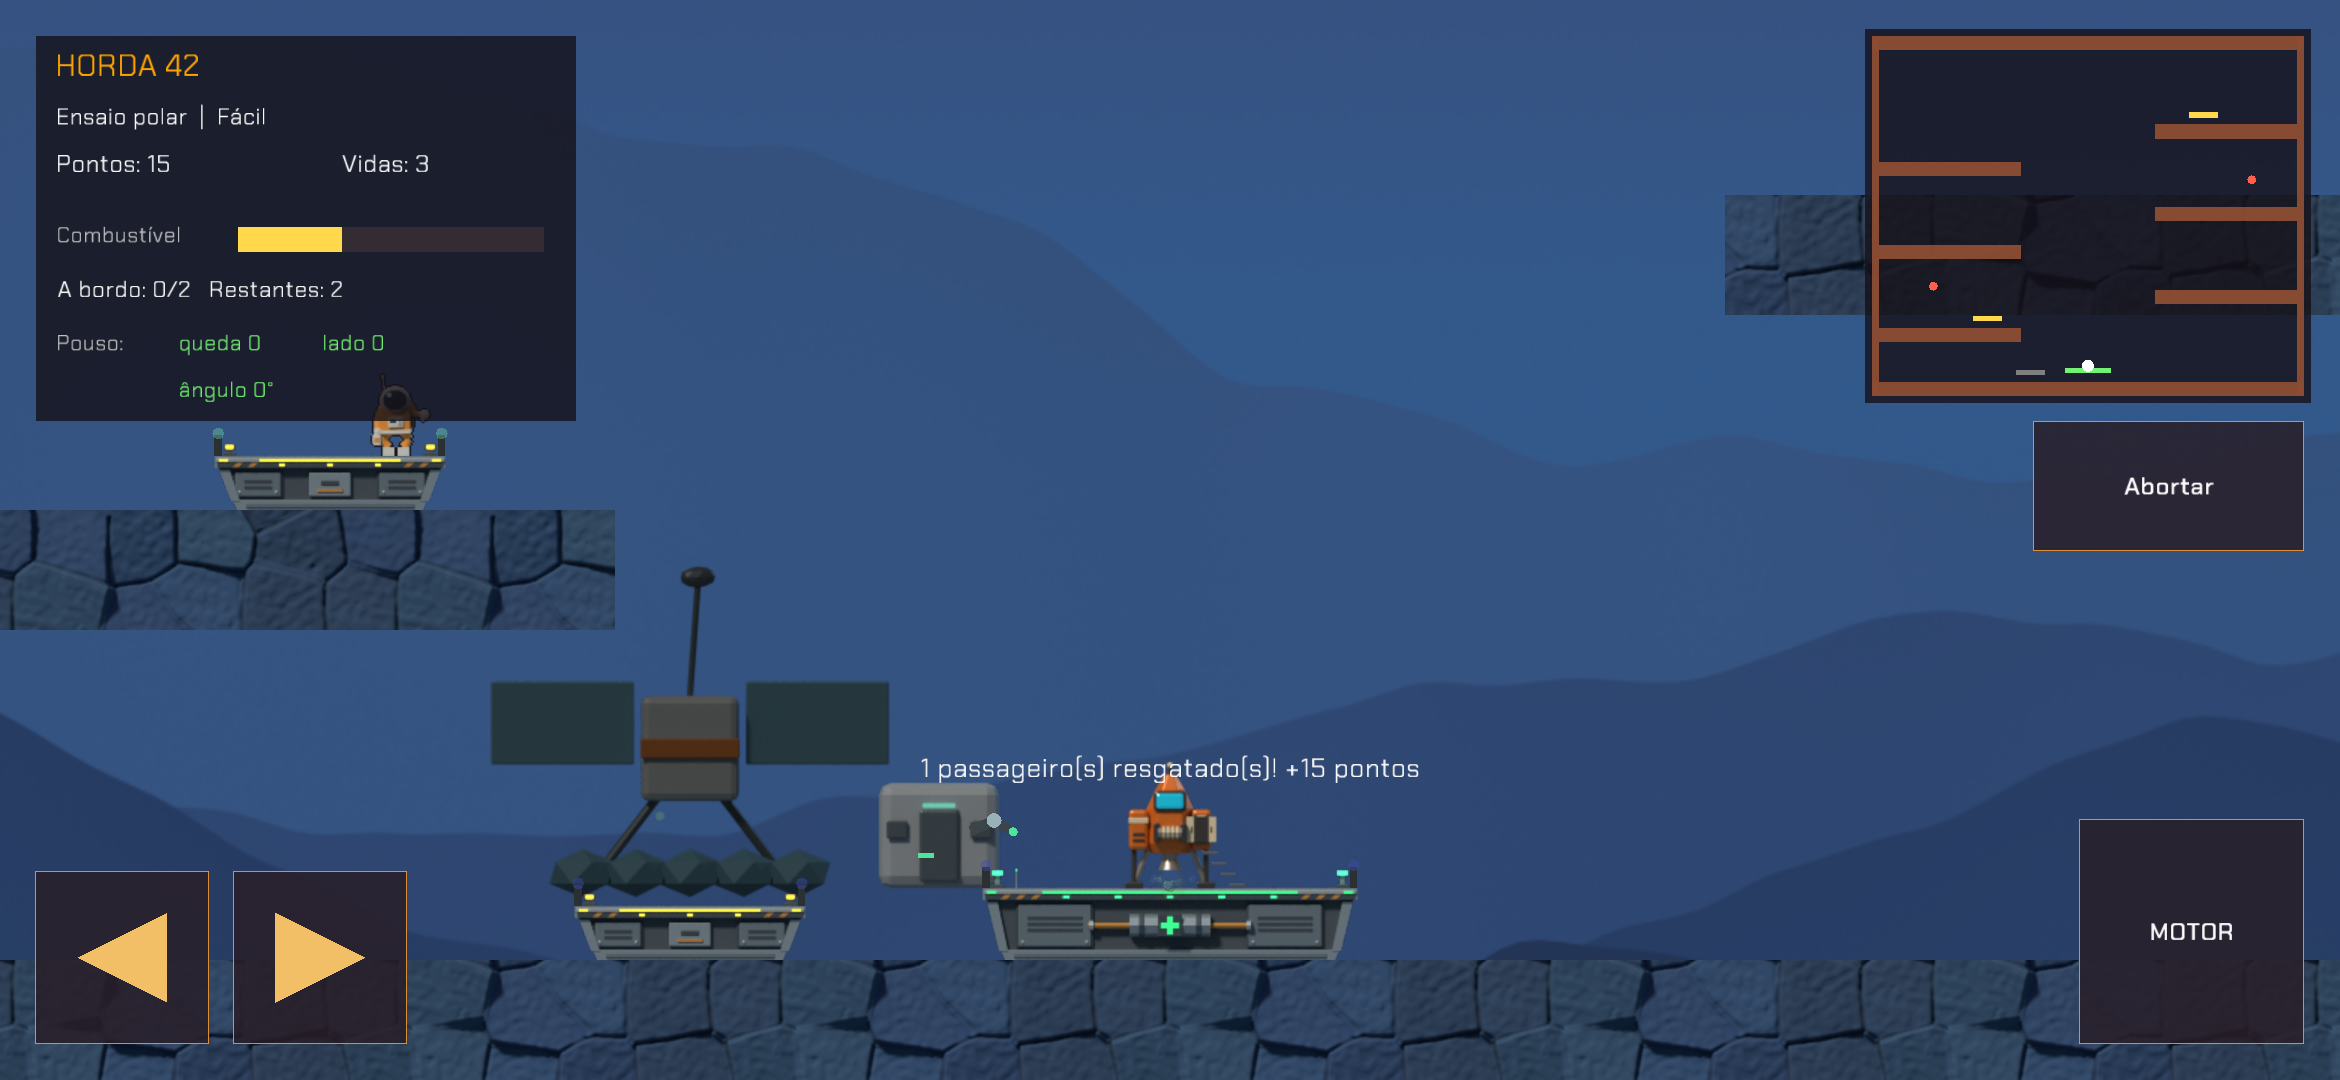 HORDA 42
Ensaio polar | Fácil
Pontos: 15 Vidas: 3
Combustível
A bordo: 0/2 Restantes: 2
Pouso: queda 0 lado 0
ângulo 0°
Abortar
1 passageiro(s) resgatado(s)! +15 pontos
MOTOR